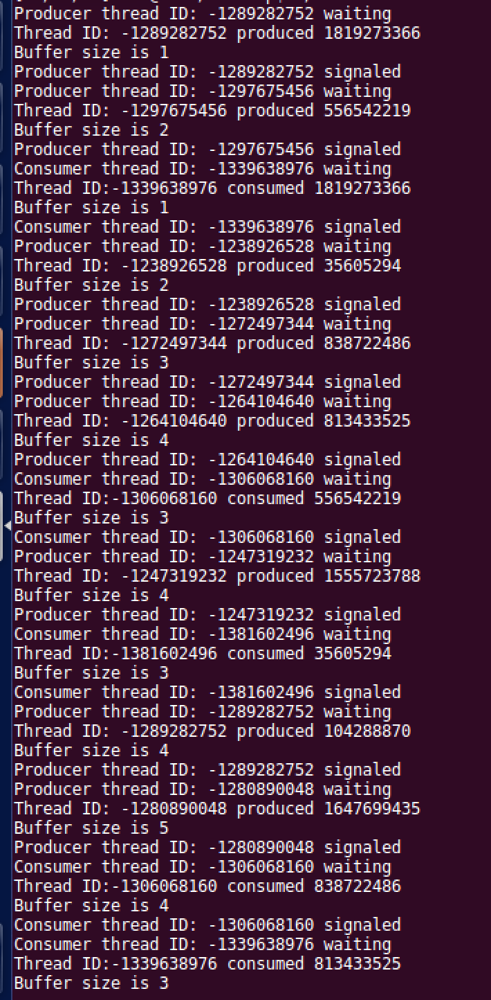 Producer thread ID: -1289282752 waiting
Thread ID: -1289282752 produced 1819273366
Buffer size is 1
Producer thread ID: -1289282752 signaled
Producer thread ID: -1297675456 waiting
Thread ID: -1297675456 produced 556542219
Buffer size is 2
Producer thread ID: -1297675456 signaled
Consumer thread ID: -1339638976 waiting
Thread ID:-1339638976 consumed 1819273366
Buffer size is 1
Consumer thread ID: -1339638976 signaled
Producer thread ID: -1238926528 waiting
Thread ID: -1238926528 produced 35605294
Buffer size is 2
Producer thread ID: -1238926528 signaled
Producer thread ID: -1272497344 waiting
Thread ID: -1272497344 produced 838722486
Buffer size is 3
Producer thread ID: -1272497344 signaled
Producer thread ID: -1264104640 waiting
Thread ID: -1264104640 produced 813433525
Buffer size is 4
Producer thread ID: -1264104640 signaled
Consumer thread ID: -1306068160 waiting
Thread ID:-1306068160 consumed 556542219
Buffer size is 3
Consumer thread ID: -1306068160 signaled
Producer thread ID: -1247319232 waiting
Thread ID: -1247319232 produced 1555723788
Buffer size is 4
Producer thread ID: -1247319232 signaled
Consumer thread ID: -1381602496 waiting
Thread ID:-1381602496 consumed 35605294
Buffer size is 3
Consumer thread ID: -1381602496 signaled
Producer thread ID: -1289282752 waiting
Thread ID: -1289282752 produced 104288870
Buffer size is 4
Producer thread ID: -1289282752 signaled
Producer thread ID: -1280890048 waiting
Thread ID: -1280890048 produced 1647699435
Buffer size is 5
Producer thread ID: -1280890048 signaled
Consumer thread ID: -1306068160 waiting
Thread ID:-1306068160 consumed 838722486
Buffer size is 4
Consumer thread ID: -1306068160 signaled
Consumer thread ID: -1339638976 waiting
Thread ID:-1339638976 consumed 813433525
Buffer size is 3